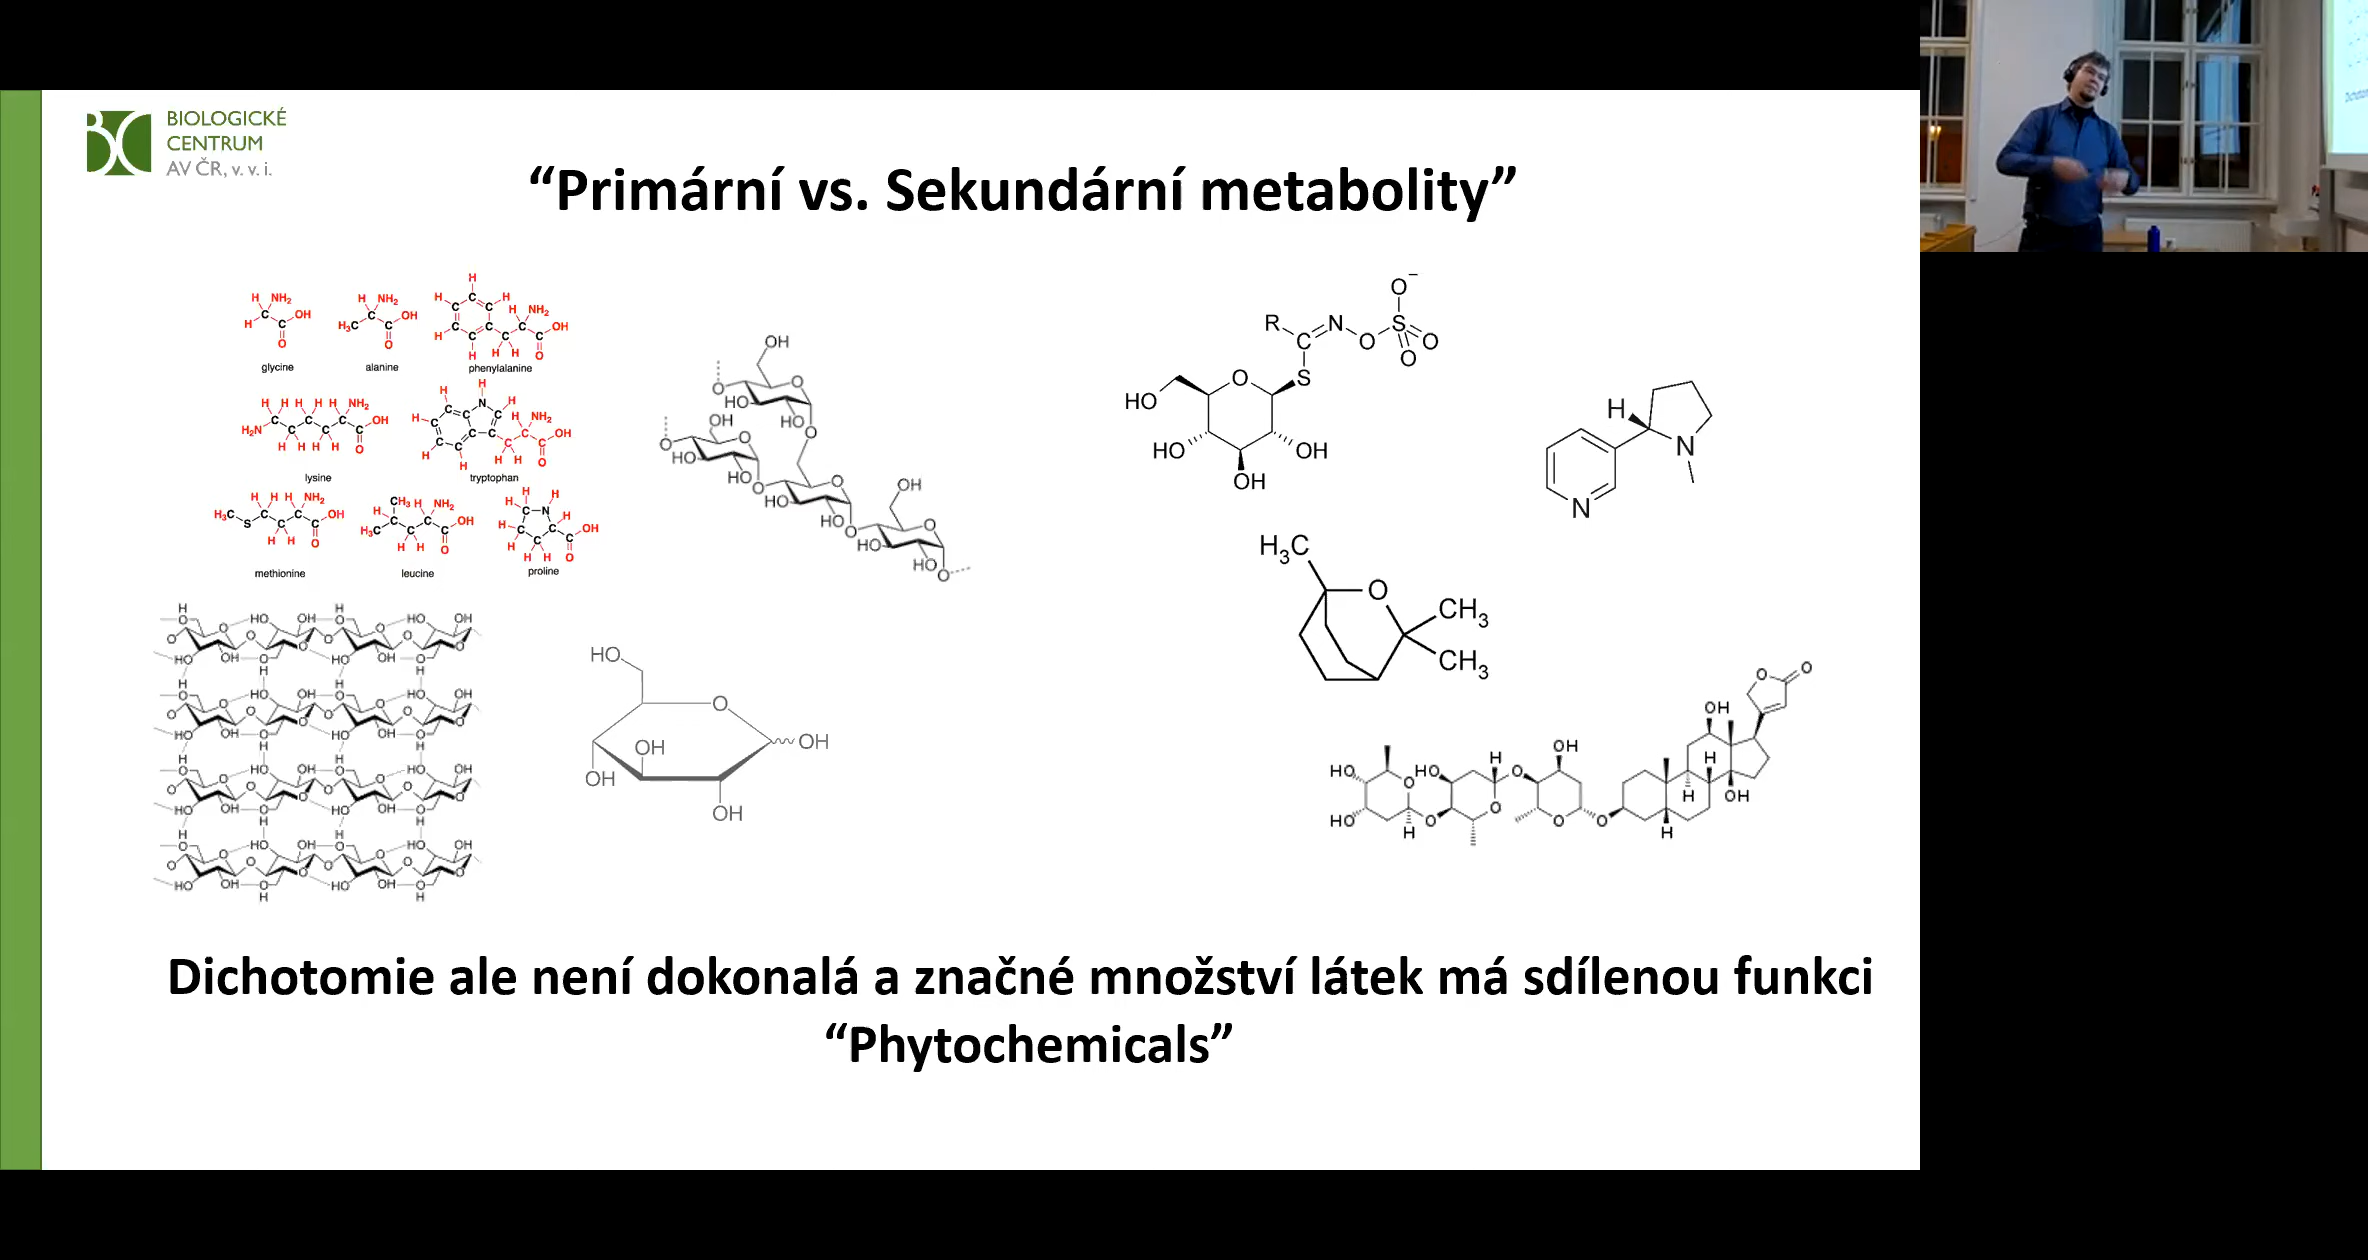 BIOLOGICKÉ
CENTRUM
AV ČR, v. v. i.
“Primární vs. Sekundární metabolity”
glycine
alanine
phenylalanine
lysine
tryptophan
methionine
leucine
proline
Dichotomie ale není dokonalá a značné množství látek má sdílenou funkci
“Phytochemicals”